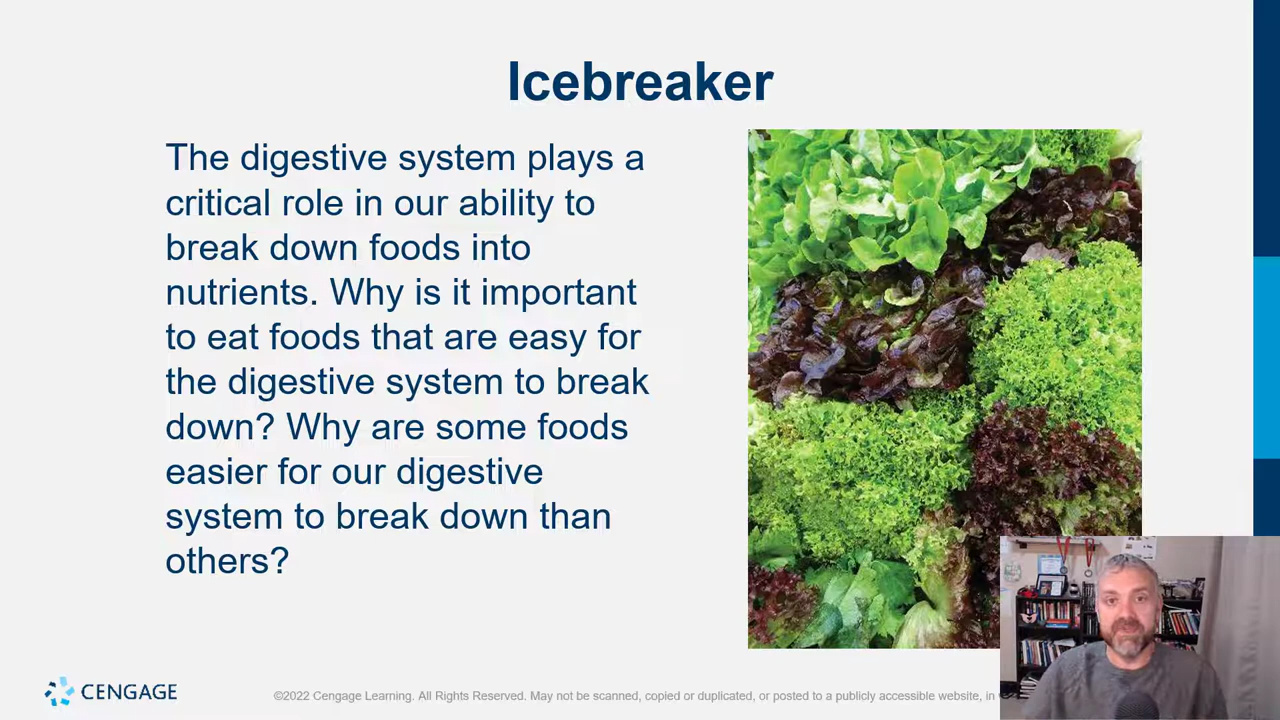 Icebreaker
The digestive system plays a
critical role in our ability to
break down foods into
nutrients. Why is it important
to eat foods that are easy for
the digestive system to break
down? Why are some foods
easier for our digestive
system to break down than
others?
CENGAGE
©2022 Cengage Learning. All Rights Reserved. May not be scanned, copied or duplicated, or posted to a publicly accessible website, in